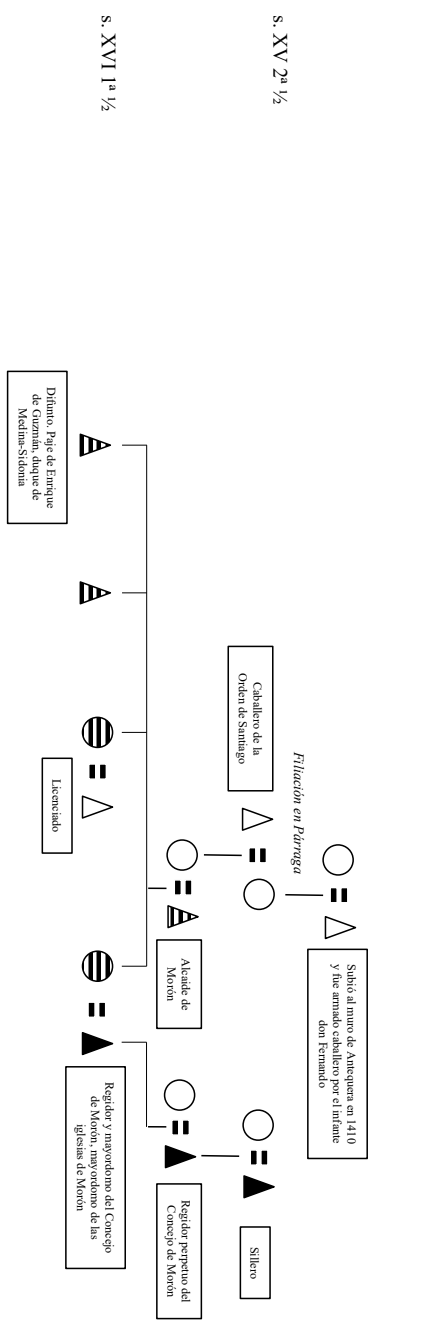 s. XV 2ª ½
s. XVI 1ª ½
Subió al muro de Antequera en 1410
y fue armado caballero por el infante
don Fernando
Filiación en Párraga
Caballero de la
Orden de Santiago
Sillero
Alcaide de
Morón
Regidor perpetuo del
Concejo de Morón
Difunto. Paje de Enrique
de Guzmán, duque de
Medina-Sidonia
Licenciado
Regidor y mayordomo del Concejo
de Morón, mayordomo de las
iglesias de Morón